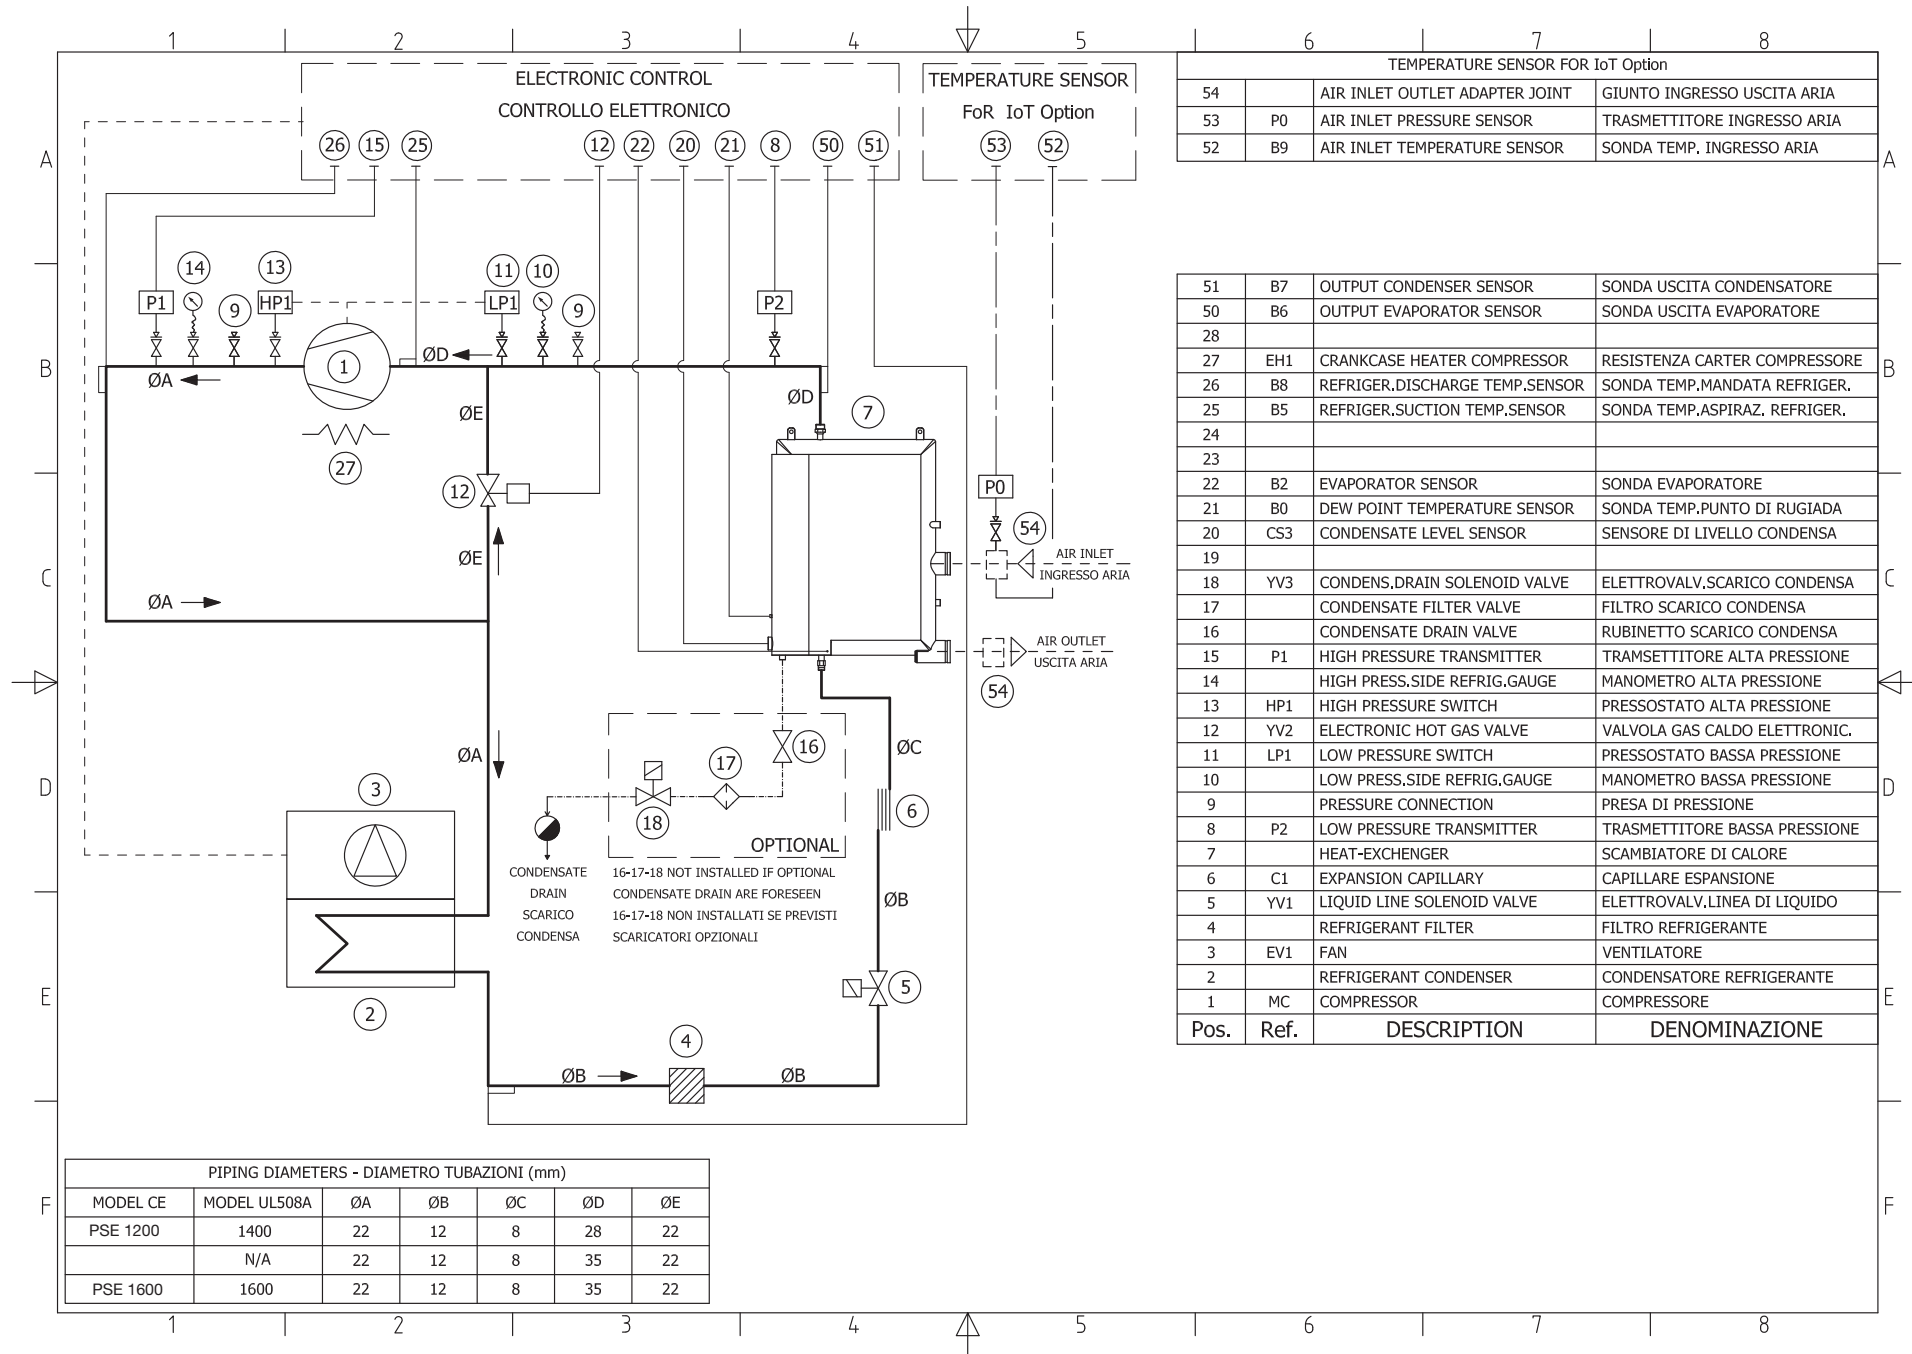 1 2 3 4 5 6 7 8
A
B
C
D
E
F
A
B
C
D
E
F
ELECTRONIC CONTROL
CONTROLLO ELETTRONICO
26 15 25 12 22 20 21 8 50 51
TEMPERATURE SENSOR
FoR IoT Option
53 52
14 13 11 10
P1 9 HP1 LP1 9 P2
1
ØD
ØA
ØE
ØD
7
27
12
P0
54
AIR INLET
INGRESSO ARIA
ØE
ØA
AIR OUTLET
USCITA ARIA
54
ØA
16
ØC
17
3
18
6
OPTIONAL
CONDENSATE
DRAIN
SCARICO
CONDENSA
16-17-18 NOT INSTALLED IF OPTIONAL
CONDENSATE DRAIN ARE FORESEEN
16-17-18 NON INSTALLATI SE PREVISTI
SCARICATORI OPZIONALI
ØB
5
2
4
ØB
ØB
TEMPERATURE SENSOR FOR IoT Option
54 AIR INLET OUTLET ADAPTER JOINT GIUNTO INGRESSO USCITA ARIA
53 P0 AIR INLET PRESSURE SENSOR TRASMETTITORE INGRESSO ARIA
52 B9 AIR INLET TEMPERATURE SENSOR SONDA TEMP. INGRESSO ARIA
51 B7 OUTPUT CONDENSER SENSOR SONDA USCITA CONDENSATORE
50 B6 OUTPUT EVAPORATOR SENSOR SONDA USCITA EVAPORATORE
28
27 EH1 CRANKCASE HEATER COMPRESSOR RESISTENZA CARTER COMPRESSORE
26 B8 REFRIGER.DISCHARGE TEMP.SENSOR SONDA TEMP.MANDATA REFRIGER.
25 B5 REFRIGER.SUCTION TEMP.SENSOR SONDA TEMP.ASPIRAZ. REFRIGER.
24
23
22 B2 EVAPORATOR SENSOR SONDA EVAPORATORE
21 B0 DEW POINT TEMPERATURE SENSOR SONDA TEMP.PUNTO DI RUGIADA
20 CS3 CONDENSATE LEVEL SENSOR SENSORE DI LIVELLO CONDENSA
19
18 YV3 CONDENS.DRAIN SOLENOID VALVE ELETTROVALV.SCARICO CONDENSA
17 CONDENSATE FILTER VALVE FILTRO SCARICO CONDENSA
16 CONDENSATE DRAIN VALVE RUBINETTO SCARICO CONDENSA
15 P1 HIGH PRESSURE TRANSMITTER TRAMSETTITORE ALTA PRESSIONE
14 HIGH PRESS.SIDE REFRIG.GAUGE MANOMETRO ALTA PRESSIONE
13 HP1 HIGH PRESSURE SWITCH PRESSOSTATO ALTA PRESSIONE
12 YV2 ELECTRONIC HOT GAS VALVE VALVOLA GAS CALDO ELETTRONIC.
11 LP1 LOW PRESSURE SWITCH PRESSOSTATO BASSA PRESSIONE
10 LOW PRESS.SIDE REFRIG.GAUGE MANOMETRO BASSA PRESSIONE
9 PRESSURE CONNECTION PRESA DI PRESSIONE
8 P2 LOW PRESSURE TRANSMITTER TRASMETTITORE BASSA PRESSIONE
7 HEAT-EXCHENGER SCAMBIATORE DI CALORE
6 C1 EXPANSION CAPILLARY CAPILLARE ESPANSIONE
5 YV1 LIQUID LINE SOLENOID VALVE ELETTROVALV.LINEA DI LIQUIDO
4 REFRIGERANT FILTER FILTRO REFRIGERANTE
3 EV1 FAN VENTILATORE
2 REFRIGERANT CONDENSER CONDENSATORE REFRIGERANTE
1 MC COMPRESSOR COMPRESSORE
Pos. Ref. DESCRIPTION DENOMINAZIONE
PIPING DIAMETERS - DIAMETRO TUBAZIONI (mm)
MODEL CE MODEL UL508A ØA ØB ØC ØD ØE
PSE 1200 1400 22 12 8 28 22
N/A 22 12 8 35 22
PSE 1600 1600 22 12 8 35 22
1 2 3 4 5 6 7 8